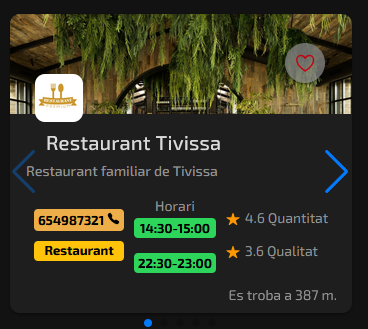 RESTAURANT
Restaurant Tivissa
Restaurant familiar de Tivissa
Horari
654987321
14:30-15:00
4.6 Quantitat
Restaurant
22:30-23:00
3.6 Qualitat
Es troba a 387 m.